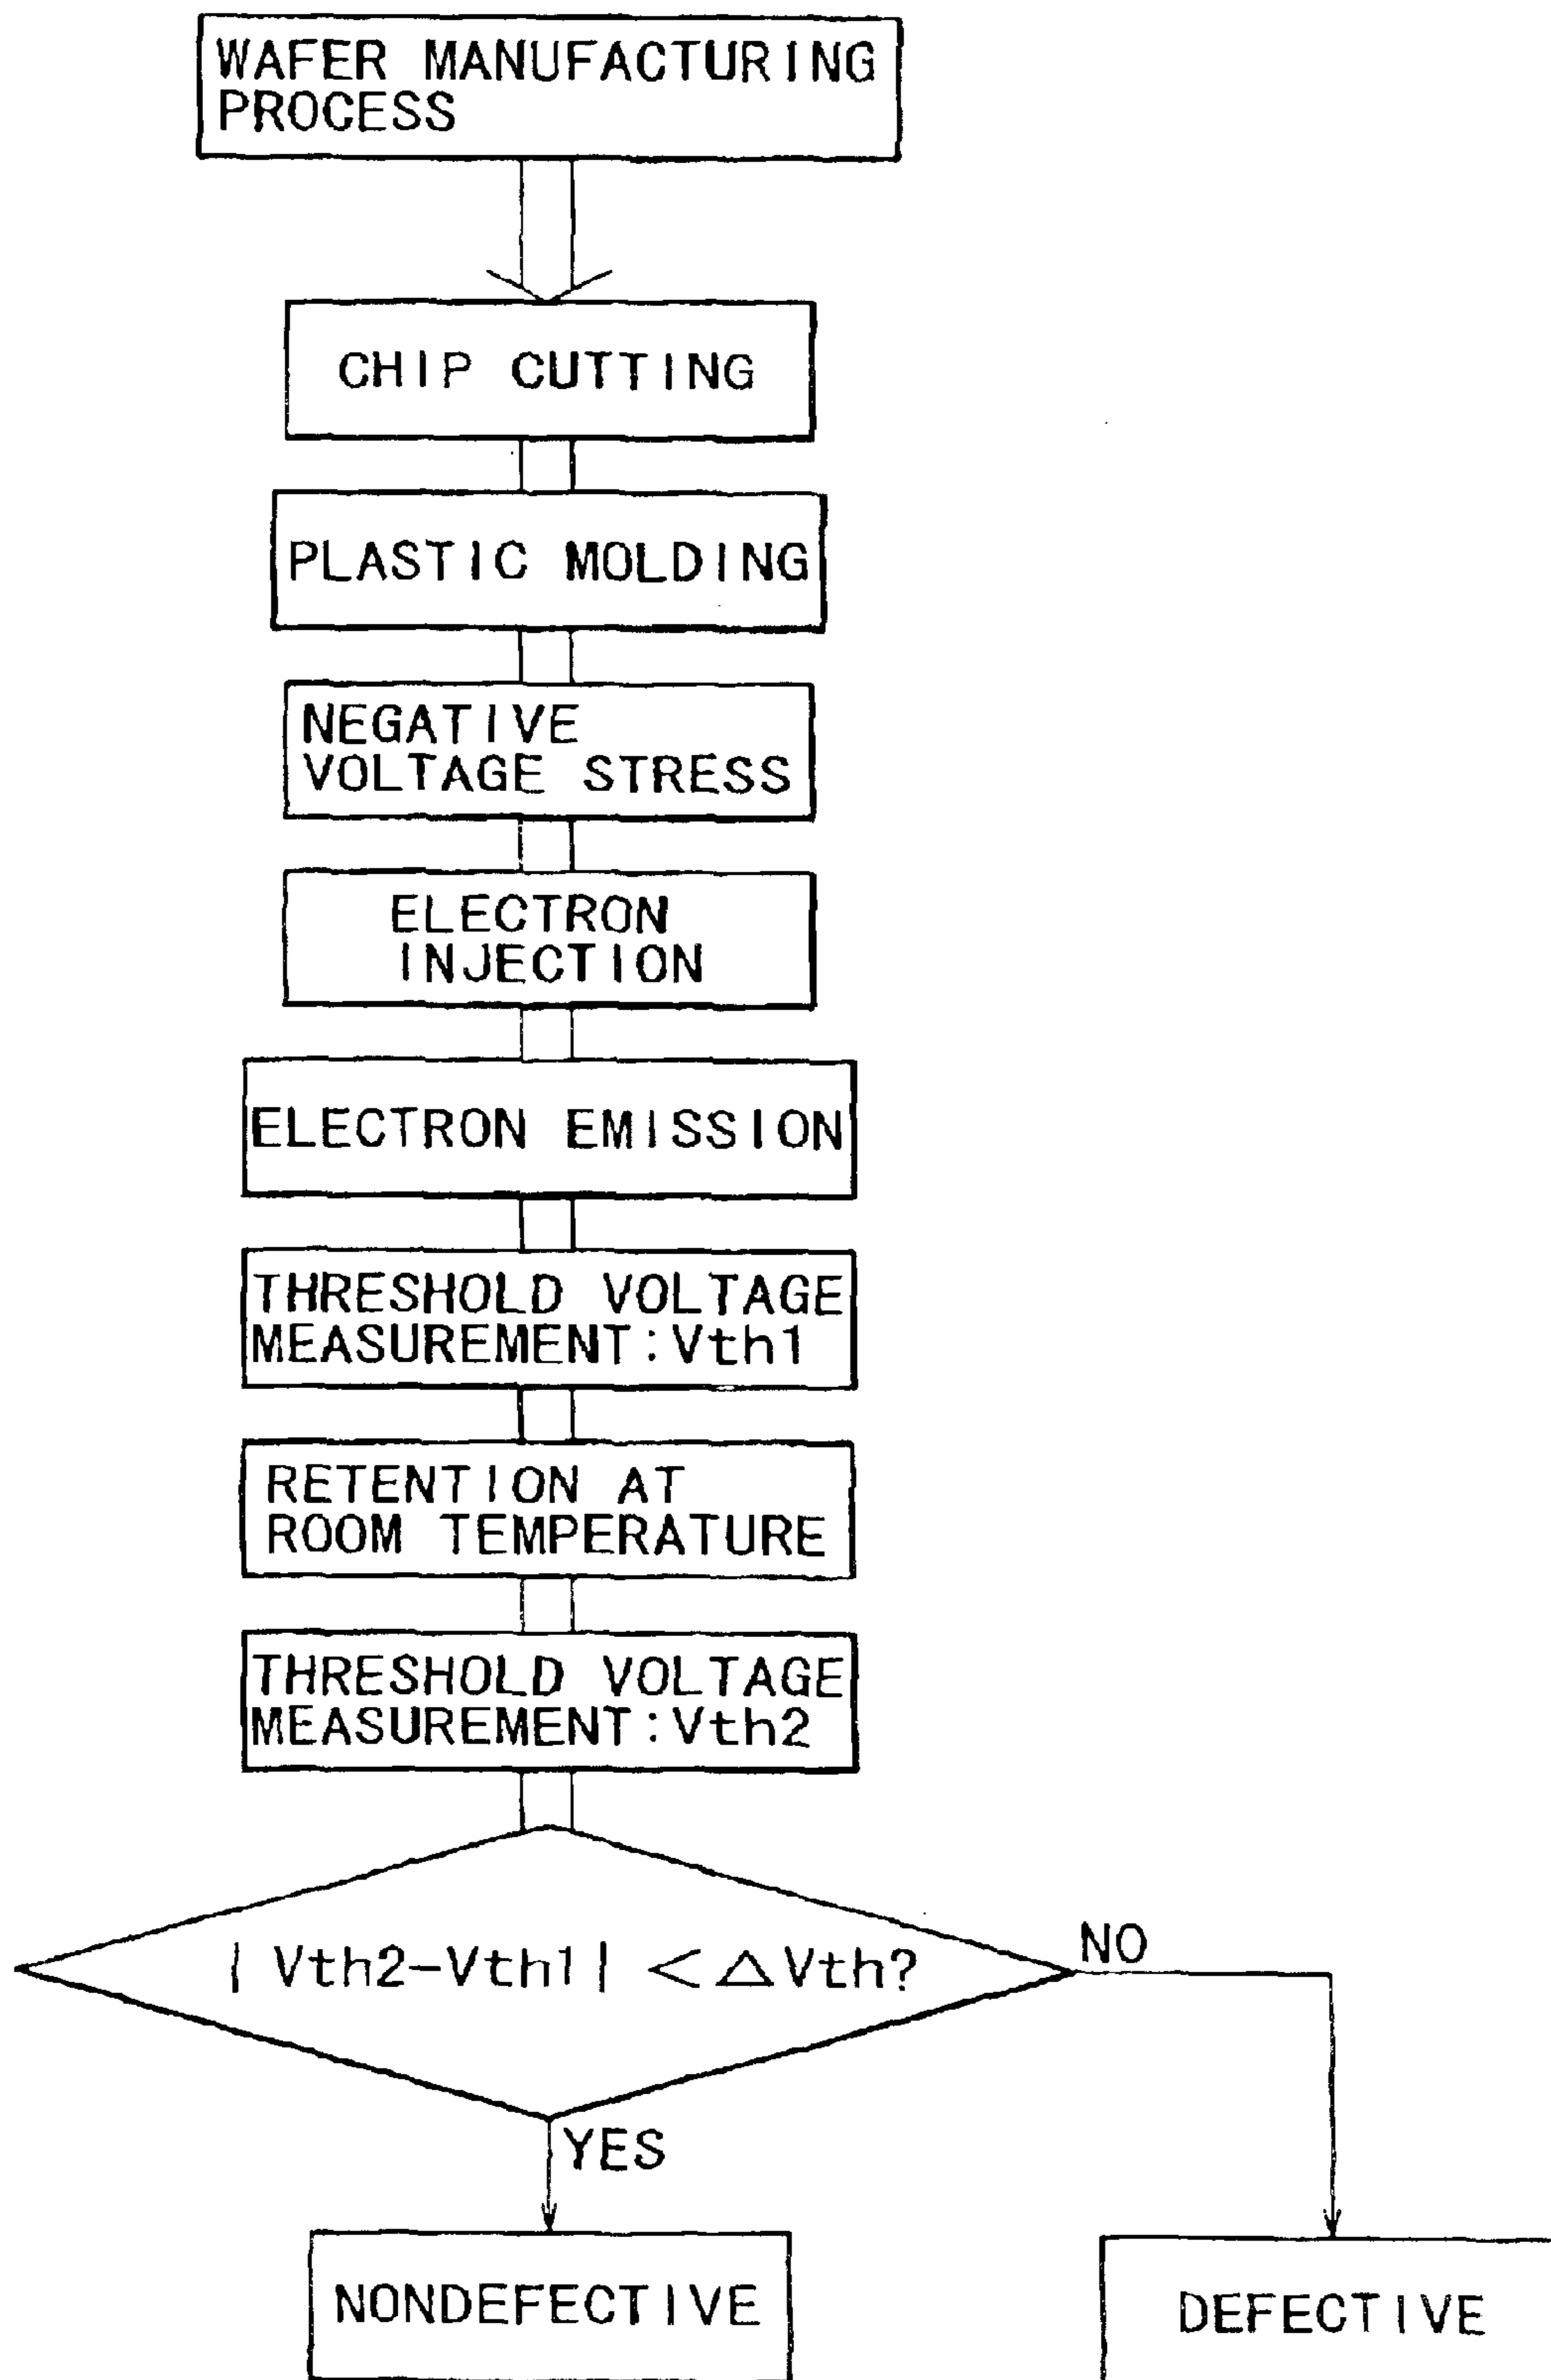 WAFER MANUFACTURING
PROCESS
CHIP CUTTING
PLASTIC MOLDING
NEGATIVE
VOLTAGE STRESS
ELECTRON
INJECTION
ELECTRON EMISSION
THRESHOLD VOLTAGE
MEASUREMENT:Vth1
RETENTION AT
ROOM TEMPERATURE
THRESHOLD VOLTAGE
MEASUREMENT:Vth2
| Vth2-Vth1 | < △Vth?
NO
YES
NONDEFECTIVE
DEFECTIVE